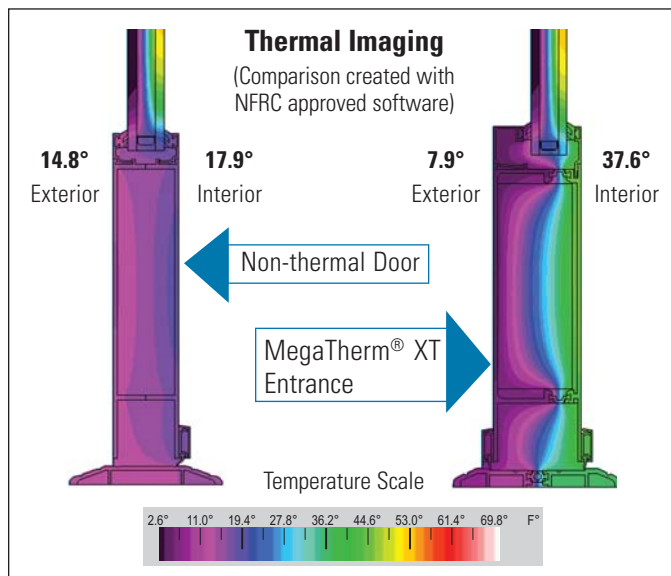 Thermal Imaging
(Comparison created with
NFRC approved software)
14.8°
Exterior
17.9°
Interior
7.9°
Exterior
37.6°
Interior
Non-thermal Door
MegaTherm® XT
Entrance
Temperature Scale
2.6° 11.0° 19.4° 27.8° 36.2° 44.6° 53.0° 61.4° 69.8° F°